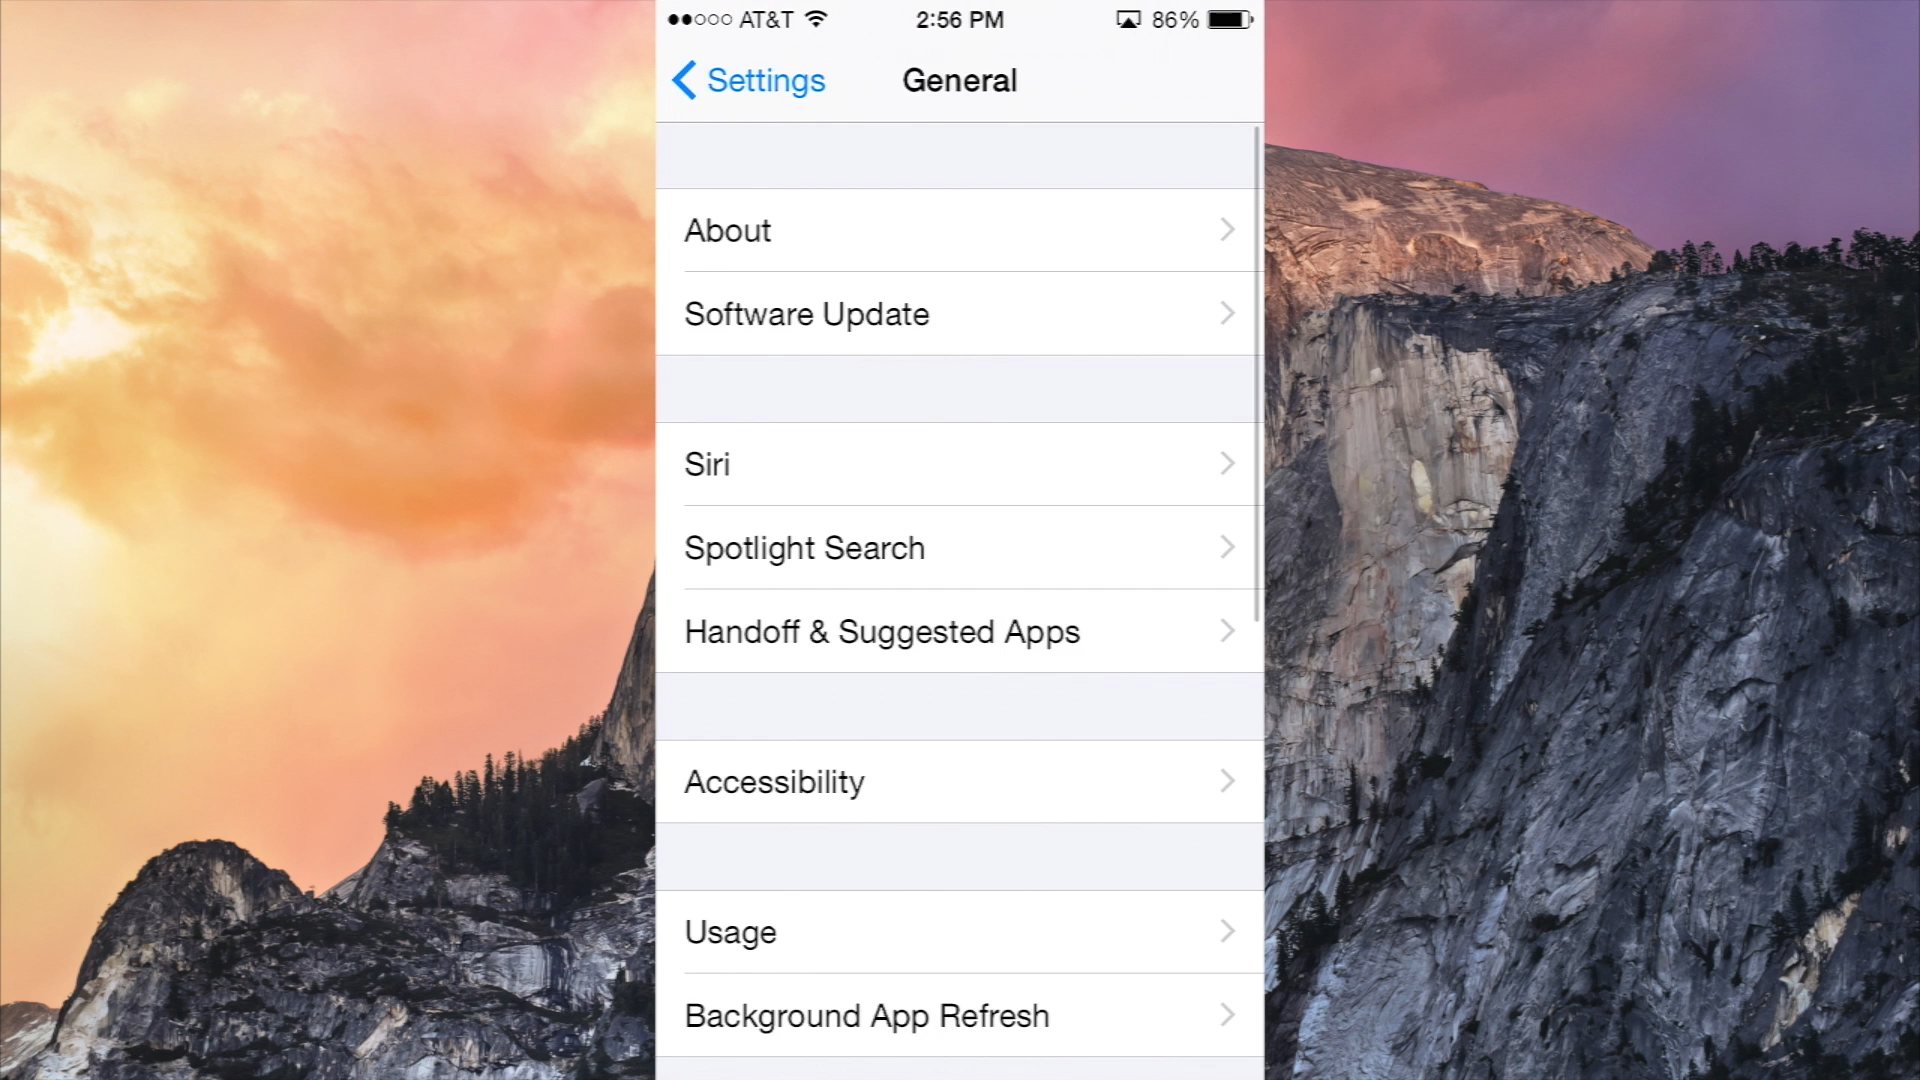 AT&T 2:56 PM 86%
Settings General
About
Software Update
Siri
Spotlight Search
Handoff & Suggested Apps
Accessibility
Usage
Background App Refresh